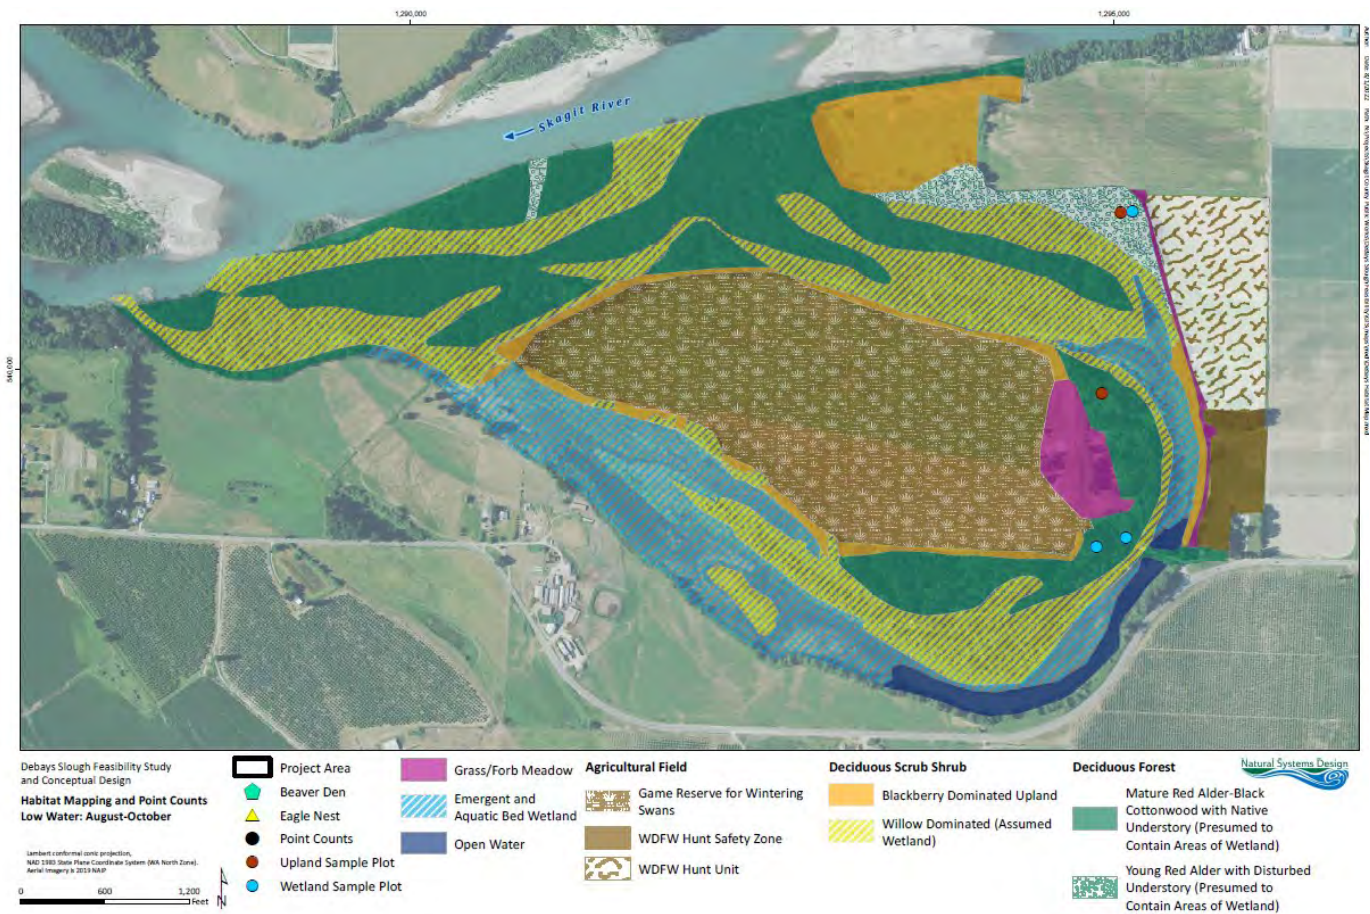 1,290,000
1,295,000
540,000
Skagit River
Debays Slough Feasibility Study
and Conceptual Design
Habitat Mapping and Point Counts
Low Water: August-October
Lambert conformal conic projection,
NAD 1983 State Plane Coordinate System (WA North Zone).
Aerial Imagery is 2019 NAIP
0 600 1,200
Feet
N
Project Area
Beaver Den
Eagle Nest
Point Counts
Upland Sample Plot
Wetland Sample Plot
Grass/Forb Meadow
Emergent and
Aquatic Bed Wetland
Open Water
Agricultural Field
Game Reserve for Wintering
Swans
WDFW Hunt Safety Zone
WDFW Hunt Unit
Deciduous Scrub Shrub
Blackberry Dominated Upland
Willow Dominated (Assumed
Wetland)
Deciduous Forest
Mature Red Alder-Black
Cottonwood with Native
Understory (Presumed to
Contain Areas of Wetland)
Young Red Alder with Disturbed
Understory (Presumed to
Contain Areas of Wetland)
Natural Systems Design